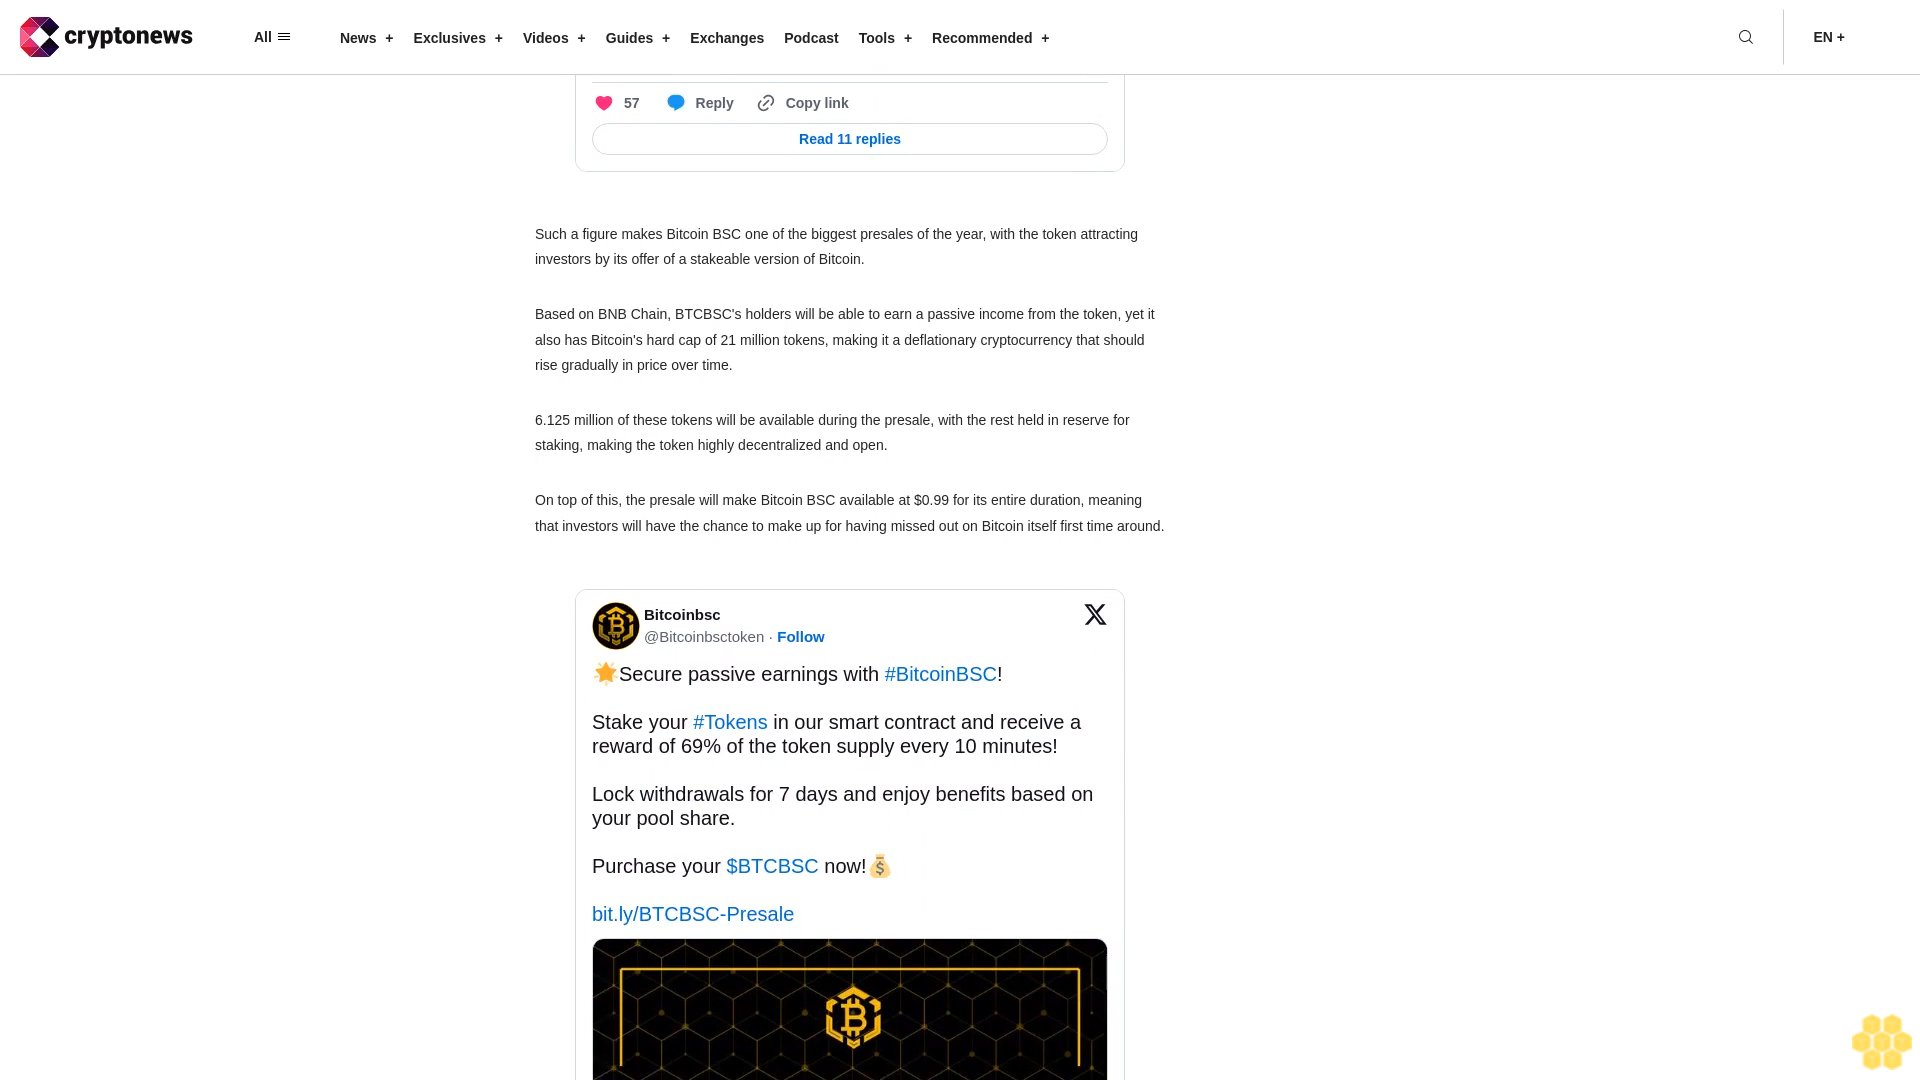 cryptonews
All
News +
Exclusives +
Videos +
Guides +
Exchanges
Podcast
Tools +
Recommended +
EN +
57
Reply
Copy link
Read 11 replies
Such a figure makes Bitcoin BSC one of the biggest presales of the year, with the token attracting
investors by its offer of a stakeable version of Bitcoin.
Based on BNB Chain, BTCBSC's holders will be able to earn a passive income from the token, yet it
also has Bitcoin's hard cap of 21 million tokens, making it a deflationary cryptocurrency that should
rise gradually in price over time.
6.125 million of these tokens will be available during the presale, with the rest held in reserve for
staking, making the token highly decentralized and open.
On top of this, the presale will make Bitcoin BSC available at $0.99 for its entire duration, meaning
that investors will have the chance to make up for having missed out on Bitcoin itself first time around.
Bitcoinbsc
@Bitcoinbsctoken · Follow
🌟Secure passive earnings with #BitcoinBSC!
Stake your #Tokens in our smart contract and receive a
reward of 69% of the token supply every 10 minutes!
Lock withdrawals for 7 days and enjoy benefits based on
your pool share.
Purchase your $BTCBSC now!💰
bit.ly/BTCBSC-Presale